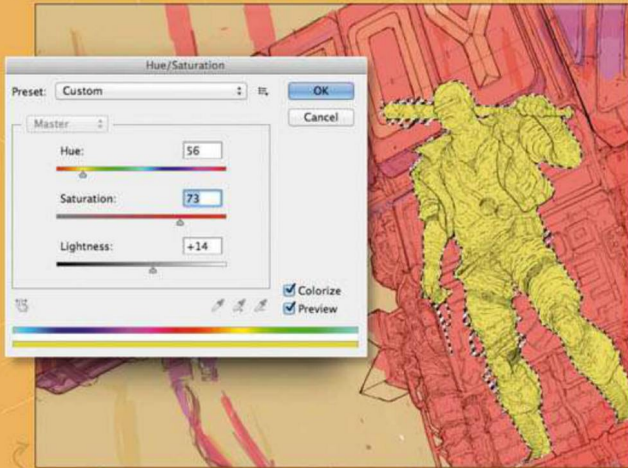 Hue/Saturation
Preset: Custom
OK
Cancel
Master
Hue: 56
Saturation: 73
Lightness: +14
Colorize
Preview